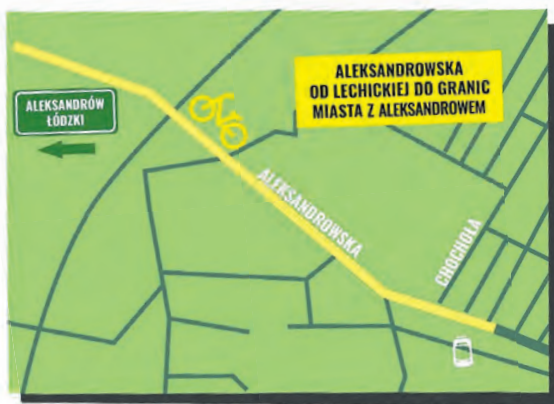 ALEKSANDROWSKA
OD LECHICKIEJ DO GRANIC
MIASTA Z ALEKSANDROWEM
ALEKSANDRÓW
ŁÓDZKI
ALEKSANDROWSKA
CHOCHOŁA